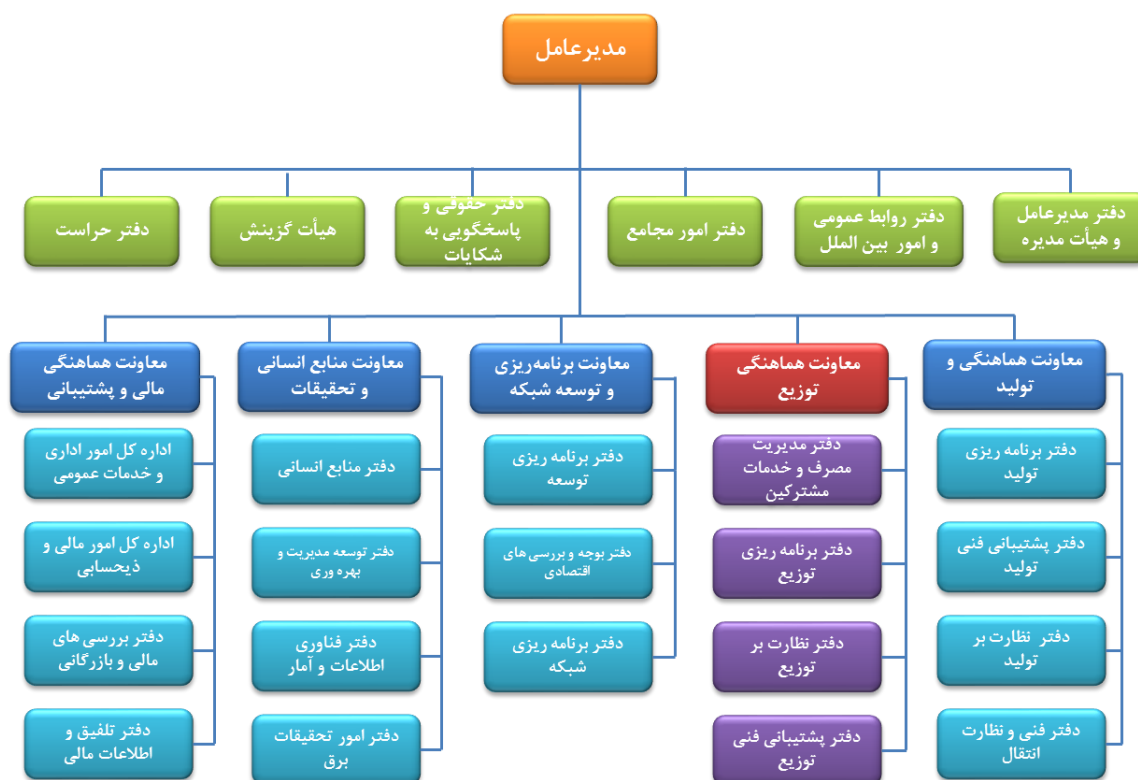 مدیرعامل
دفتر مدیرعامل
و هیأت مدیره
دفتر روابط عمومی
و امور بین الملل
دفتر امور مجامع
دفتر حقوقی و
پاسخگویی به
شکایات
هیأت گزینش
دفتر حراست
معاونت هماهنگی و
تولید
معاونت هماهنگی
توزیع
معاونت برنامه‌ریزی
و توسعه شبکه
معاونت منابع انسانی
و تحقیقات
معاونت هماهنگی
مالی و پشتیبانی
دفتر برنامه ریزی
تولید
دفتر پشتیبانی فنی
تولید
دفتر نظارت بر
تولید
دفتر فنی و نظارت
انتقال
دفتر مدیریت
مصرف و خدمات
مشترکین
دفتر برنامه ریزی
توزیع
دفتر نظارت بر
توزیع
دفتر پشتیبانی فنی
توزیع
دفتر برنامه ریزی
توسعه
دفتر بوجه و بررسی های
اقتصادی
دفتر برنامه ریزی
شبکه
دفتر منابع انسانی
دفتر توسعه مدیریت و
بهره وری
دفتر فناوری
اطلاعات و آمار
دفتر امور تحقیقات
برق
اداره کل امور اداری
و خدمات عمومی
اداره کل امور مالی و
ذیحسابی
دفتر بررسی های
مالی و بازرگانی
دفتر تلفیق و
اطلاعات مالی